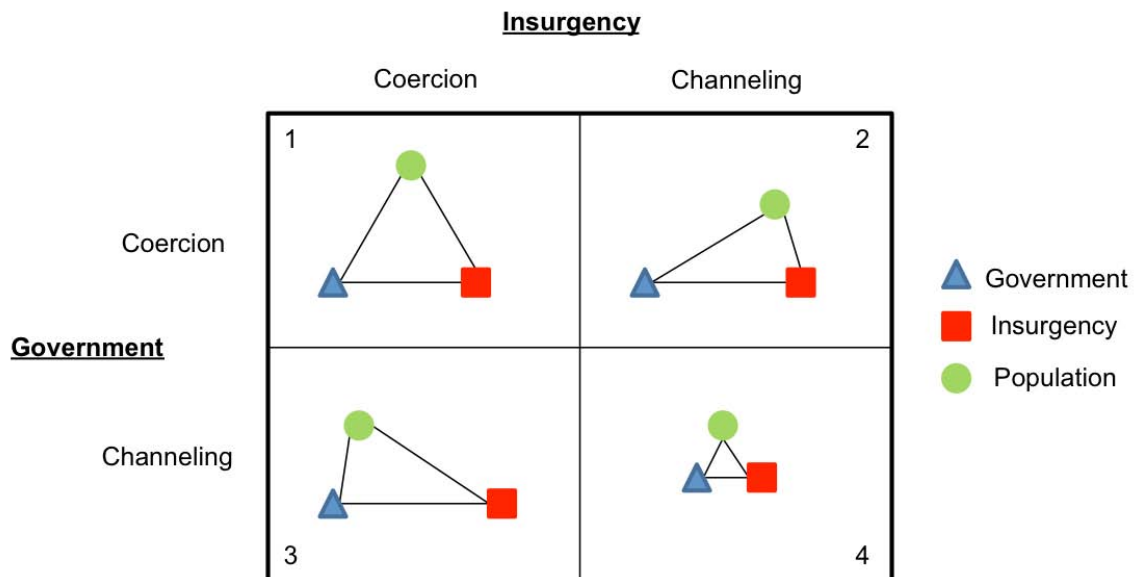 Insurgency
Coercion
Channeling
1
2
Coercion
Government
Insurgency
Government
Population
Channeling
3
4